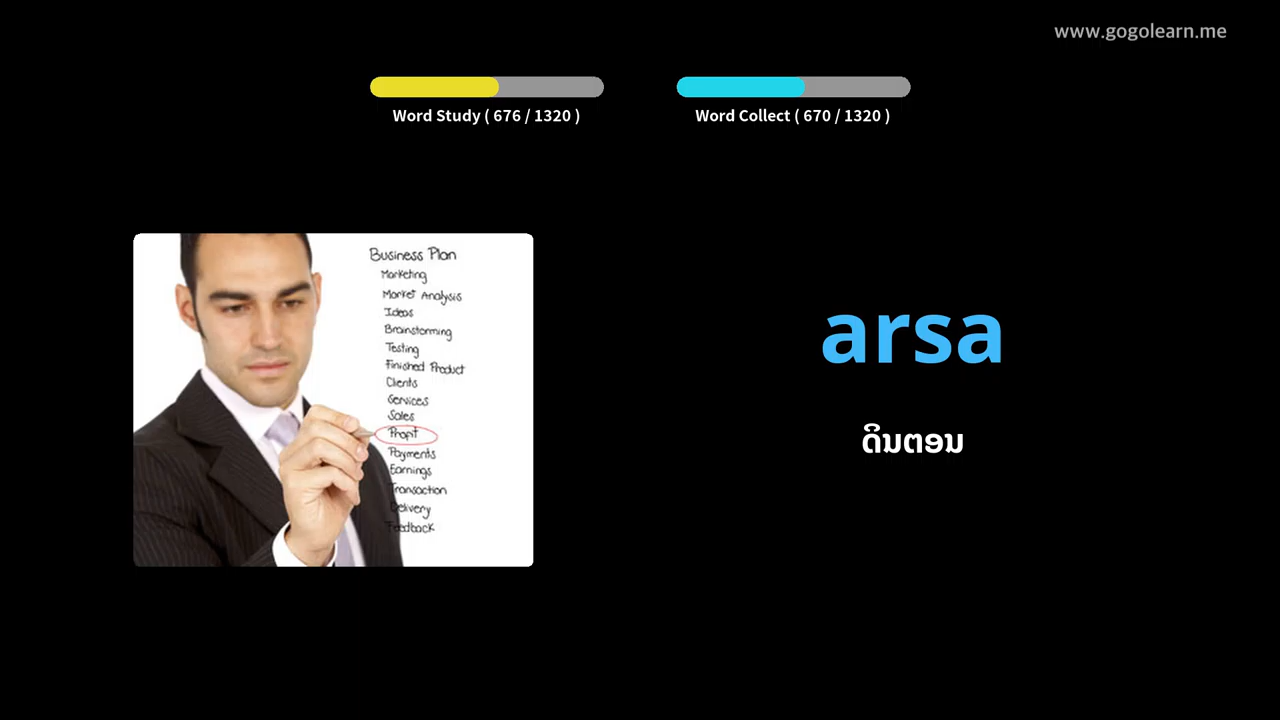 www.gogolearn.me
Word Study ( 676 / 1320 )
Word Collect ( 670 / 1320 )
Business Plan
Marketing
Market Analysis
Ideas
Brainstorming
Testing
Finished Product
Clients
Services
Sales
Profit
Payments
Earnings
Transaction
Delivery
Feedback
arsa
ດິນຕອນ